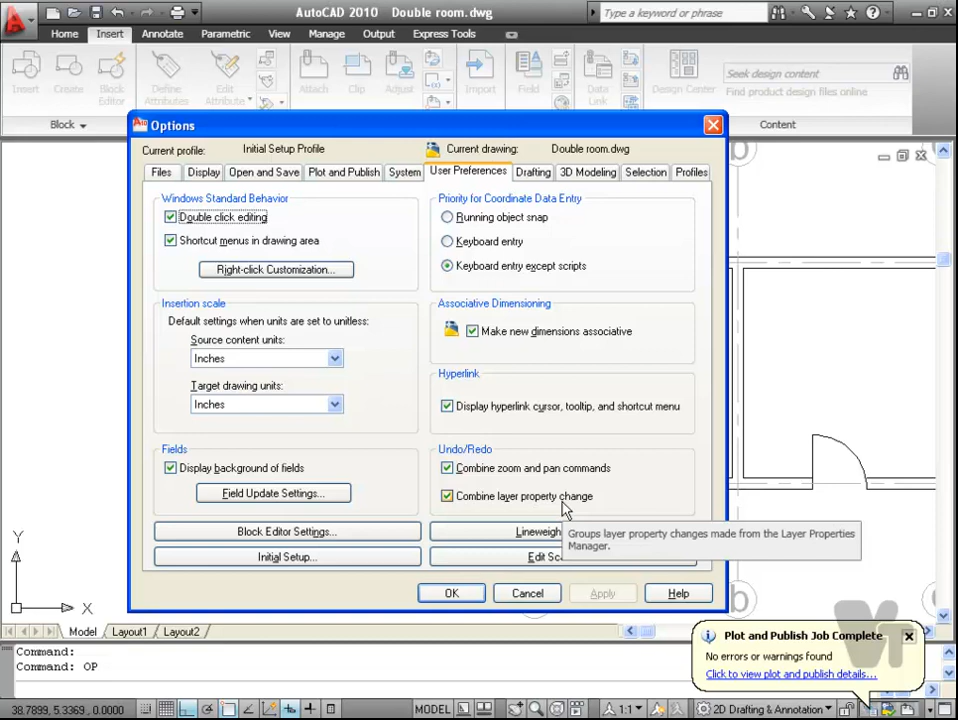 AutoCAD 2010 Double room.dwg
Type a keyword or phrase
Home Insert Annotate Parametric View Manage Output Express Tools
Insert Create Block Editor Define Attributes Edit Attribute Attach Clip Adjust Import Field Data Link Design Center
Seek design content
Find product design files online
Block Content
Options
Current profile: Initial Setup Profile Current drawing: Double room.dwg
Files Display Open and Save Plot and Publish System User Preferences Drafting 3D Modeling Selection Profiles
Windows Standard Behavior
Double click editing
Shortcut menus in drawing area
Right-click Customization...
Insertion scale
Default settings when units are set to unitless:
Source content units:
Inches
Target drawing units:
Inches
Fields
Display background of fields
Field Update Settings...
Block Editor Settings...
Initial Setup...
Priority for Coordinate Data Entry
Running object snap
Keyboard entry
Keyboard entry except scripts
Associative Dimensioning
Make new dimensions associative
Hyperlink
Display hyperlink cursor, tooltip, and shortcut menu
Undo/Redo
Combine zoom and pan commands
Combine layer property change
Lineweigh
Edit Sc
Groups layer property changes made from the Layer Properties
Manager.
OK Cancel Apply Help
b
b
Y
X
Model Layout1 Layout2
Command:
Command: OP
Plot and Publish Job Complete
No errors or warnings found
Click to view plot and publish details...
38.7899, 5.3369, 0.0000 MODEL 1:1 2D Drafting & Annotation